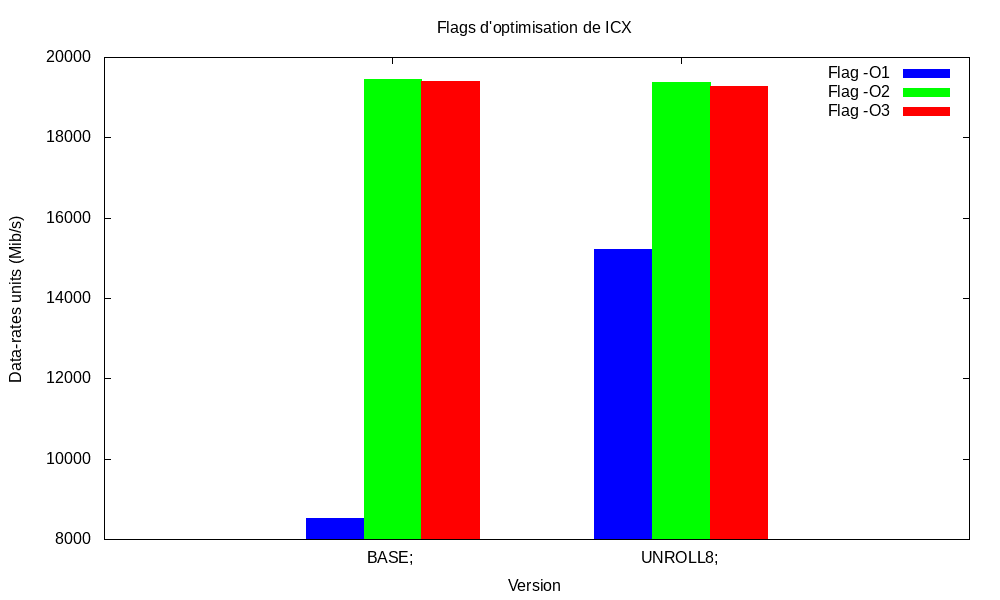 Flags d'optimisation de ICX
20000
18000
16000
14000
12000
10000
8000
Data-rates units (Mib/s)
Flag -O1
Flag -O2
Flag -O3
BASE;
UNROLL8;
Version